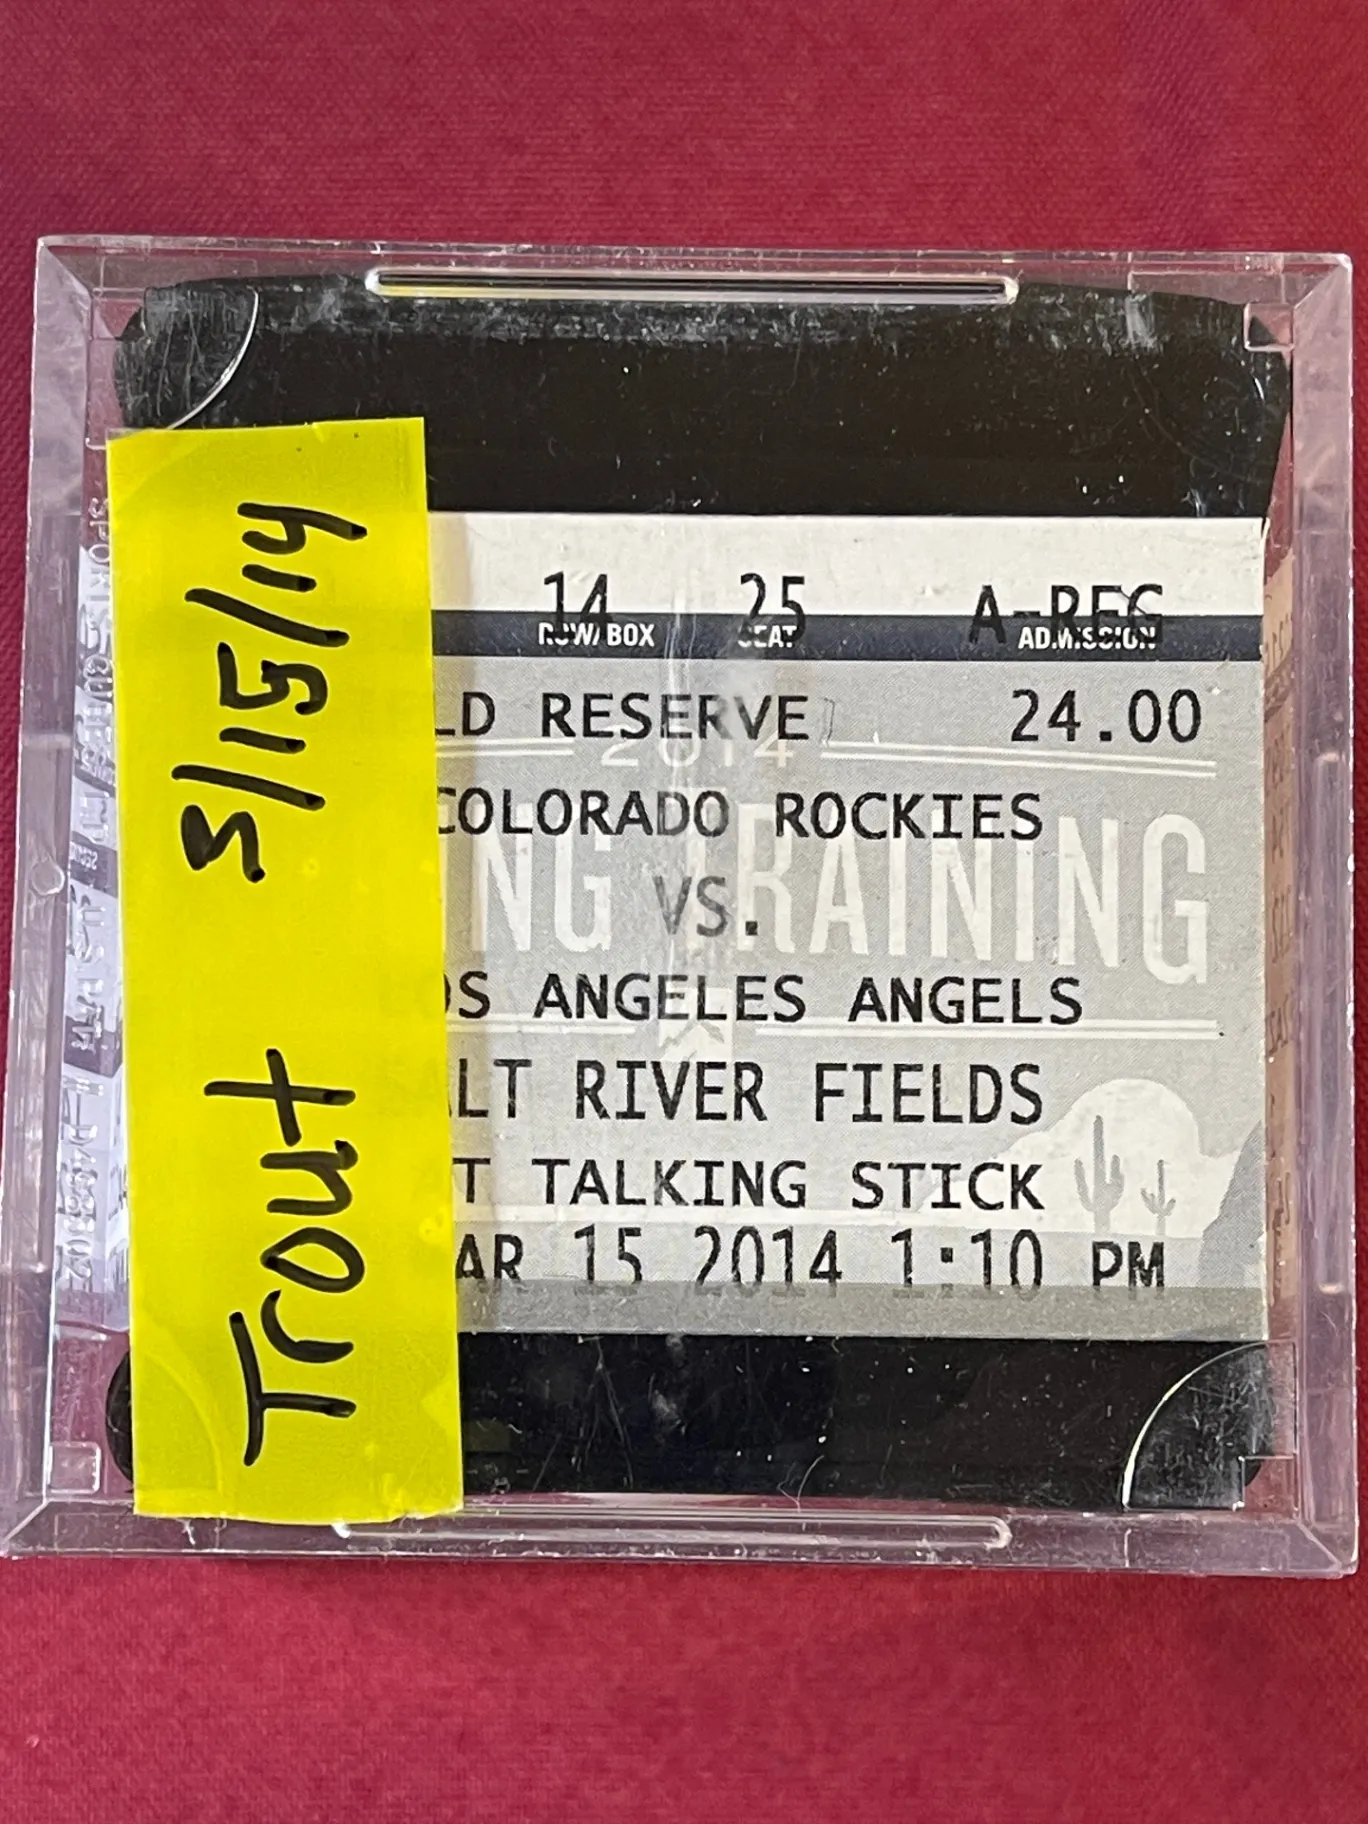 14 25 A-REG
ROW/BOX SEAT ADMISSION
LD RESERVE 24.00
2014
COLORADO ROCKIES
NG TRAINING
VS.
OS ANGELES ANGELS
ALT RIVER FIELDS
T TALKING STICK
AR 15 2014 1:10 PM
Trout 3/15/14